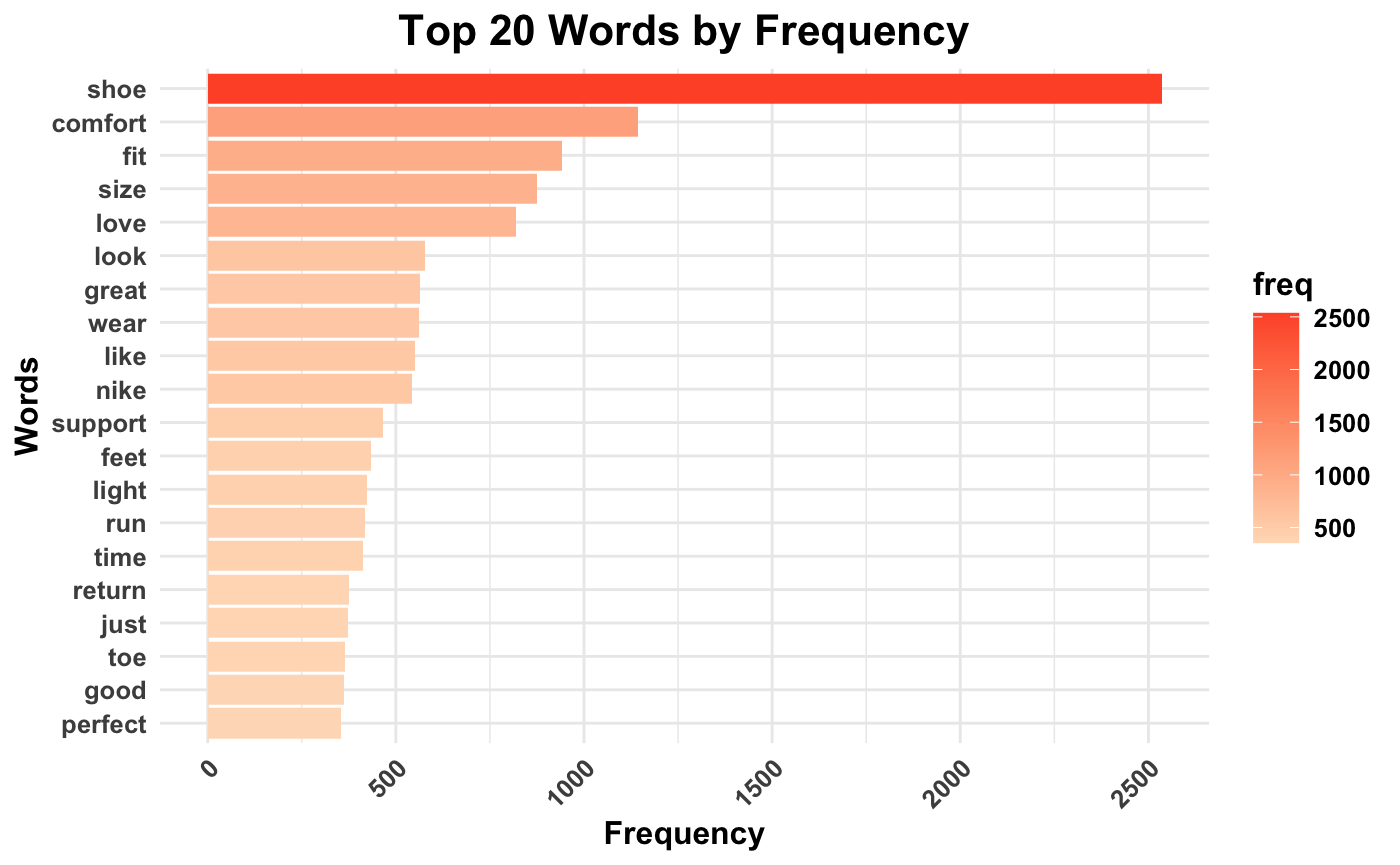 Top 20 Words by Frequency
Words
shoe
comfort
fit
size
love
look
great
wear
like
nike
support
feet
light
run
time
return
just
toe
good
perfect
0
500
1000
1500
2000
2500
Frequency
freq
2500
2000
1500
1000
500